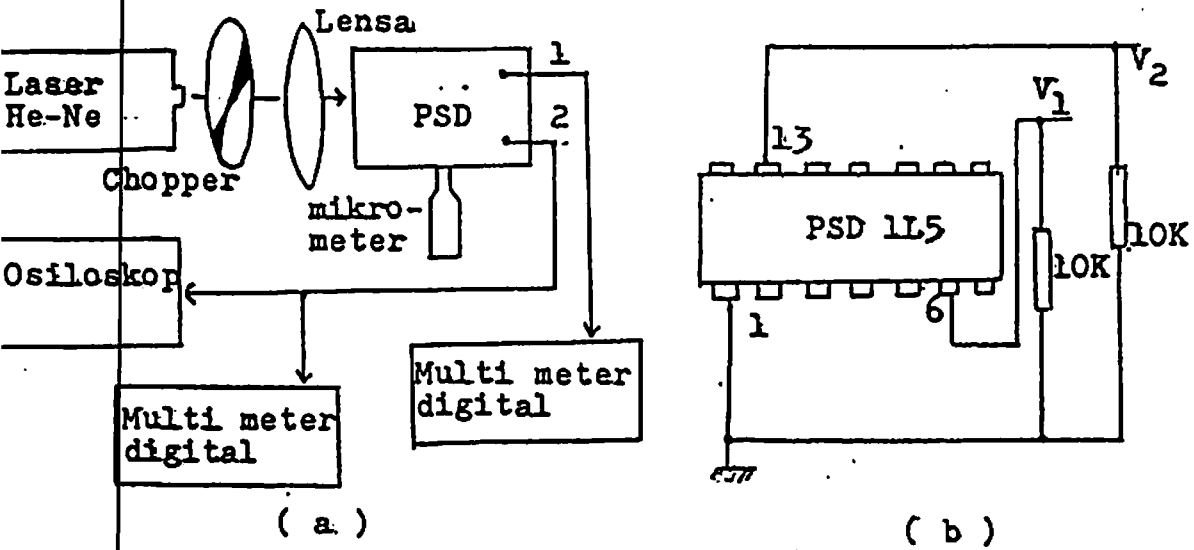 Lensa
Laser
He-Ne
PSD
1
2
Chopper
mikro-
meter
Osiloskop
Multi meter
digital
Multi meter
digital
( a )
V2
V1
13
PSD 1L5
10K
10K
1
6
( b )